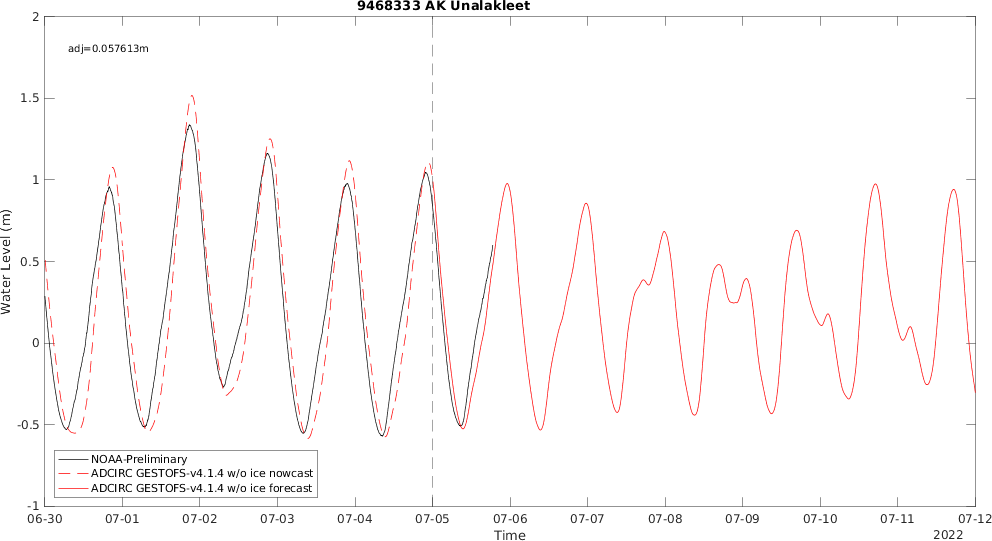 9468333 AK Unalakleet
adj=0.057613m
Water Level (m)
2
1.5
1
0.5
0
-0.5
-1
NOAA-Preliminary
ADCIRC GESTOFS-v4.1.4 w/o ice nowcast
ADCIRC GESTOFS-v4.1.4 w/o ice forecast
06-30 07-01 07-02 07-03 07-04 07-05 07-06 07-07 07-08 07-09 07-10 07-11 07-12
Time
2022